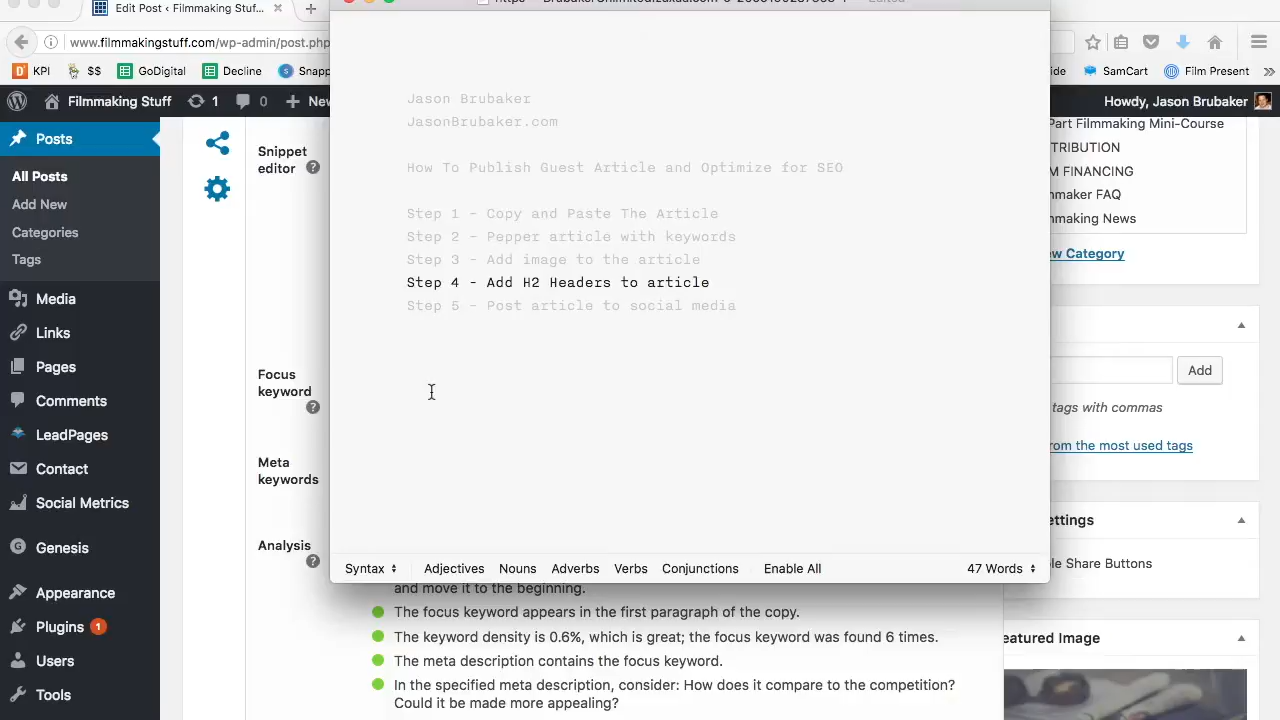 Edit Post ‹ Filmmaking Stuff
www.filmmakingstuff.com/wp-admin/post.php
KPI $$ GoDigital Decline Snapp
ide SamCart Film Present
Filmmaking Stuff 1 0 New
Howdy, Jason Brubaker
Posts
All Posts
Add New
Categories
Tags
Media
Links
Pages
Comments
LeadPages
Contact
Social Metrics
Genesis
Appearance
Plugins 1
Users
Tools
Snippet
editor
Focus
keyword
Meta
keywords
Analysis
Edited
Jason Brubaker
JasonBrubaker.com
How To Publish Guest Article and Optimize for SEO
Step 1 - Copy and Paste The Article
Step 2 - Pepper article with keywords
Step 3 - Add image to the article
Step 4 - Add H2 Headers to article
Step 5 - Post article to social media
Syntax Adjectives Nouns Adverbs Verbs Conjunctions Enable All 47 Words
and move it to the beginning.
The focus keyword appears in the first paragraph of the copy.
The keyword density is 0.6%, which is great; the focus keyword was found 6 times.
The meta description contains the focus keyword.
In the specified meta description, consider: How does it compare to the competition?
Could it be made more appealing?
Part Filmmaking Mini-Course
TRIBUTION
M FINANCING
nmaker FAQ
nmaking News
ew Category
Add
tags with commas
rom the most used tags
ettings
le Share Buttons
eatured Image